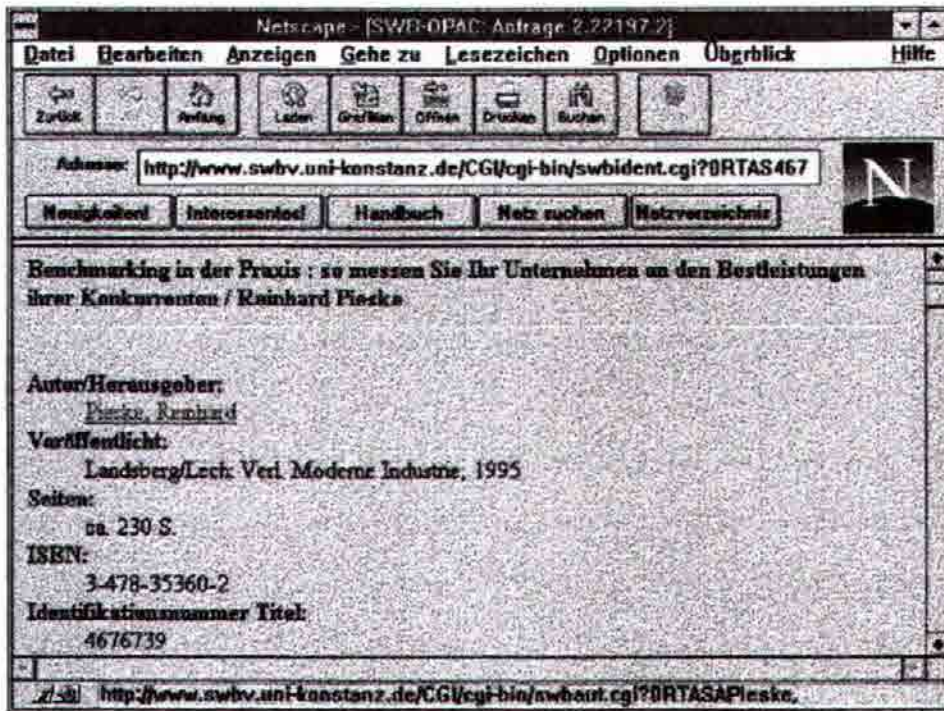 Netscape - [SWB-OPAC: Anfrage 2.22197.2]
Datei Bearbeiten Anzeigen Gehe zu Lesezeichen Optionen Überblick Hilfe
Zurück Anfang Laden Grafiken Öffnen Drucken Suchen
Adresse: http://www.swbv.uni-konstanz.de/CGI/cgi-bin/swbident.cgi?0RTAS467
Neuigkeiten! Interessantes! Handbuch Netz suchen Netzverzeichnis
N
Benchmarking in der Praxis : so messen Sie Ihr Unternehmen an den Bestleistungen
ihrer Konkurrenten / Reinhard Pieske
Autor/Herausgeber:
Pieske, Reinhard
Veröffentlicht:
Landsberg/Lech: Verl. Moderne Industrie, 1995
Seiten:
ca. 230 S.
ISBN:
3-478-35360-2
Identifikationsnummer Titel:
4676739
http://www.swbv.uni-konstanz.de/CGI/cgi-bin/swbaut.cgi?0RTASAPieske,